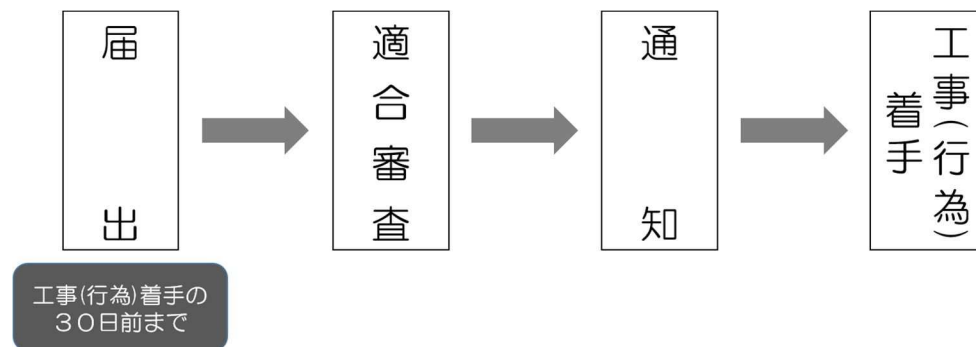 届出
適合審査
通知
工事(行為)
着手
工事(行為)着手の
３０日前まで